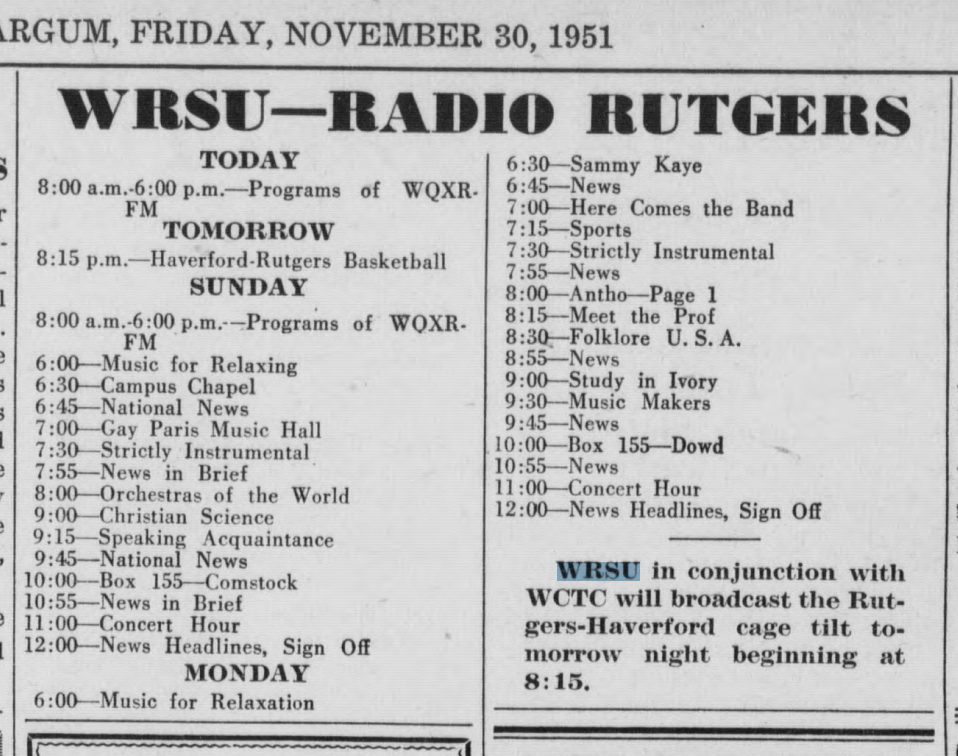 ARGUM, FRIDAY, NOVEMBER 30, 1951
WRSU—RADIO RUTGERS
TODAY
8:00 a.m.-6:00 p.m.—Programs of WQXR-
FM
TOMORROW
8:15 p.m.—Haverford-Rutgers Basketball
SUNDAY
8:00 a.m.-6:00 p.m.-—Programs of WQXR-
FM
6:00—Music for Relaxing
6:30—Campus Chapel
6:45—National News
7:00—Gay Paris Music Hall
7:30—Strictly Instrumental
7:55—News in Brief
8:00—Orchestras of the World
9:00—Christian Science
9:15—Speaking Acquaintance
9:45—National News
10:00—Box 155—Comstock
10:55—News in Brief
11:00—Concert Hour
12:00—News Headlines, Sign Off
MONDAY
6:00—Music for Relaxation
6:30—Sammy Kaye
6:45—News
7:00—Here Comes the Band
7:15—Sports
7:30—Strictly Instrumental
7:55—News
8:00—Antho—Page 1
8:15—Meet the Prof
8:30—Folklore U. S. A.
8:55—News
9:00—Study in Ivory
9:30—Music Makers
9:45—News
10:00—Box 155—Dowd
10:55—News
11:00—Concert Hour
12:00—News Headlines, Sign Off
WRSU in conjunction with
WCTC will broadcast the Rut-
gers-Haverford cage tilt to-
morrow night beginning at
8:15.